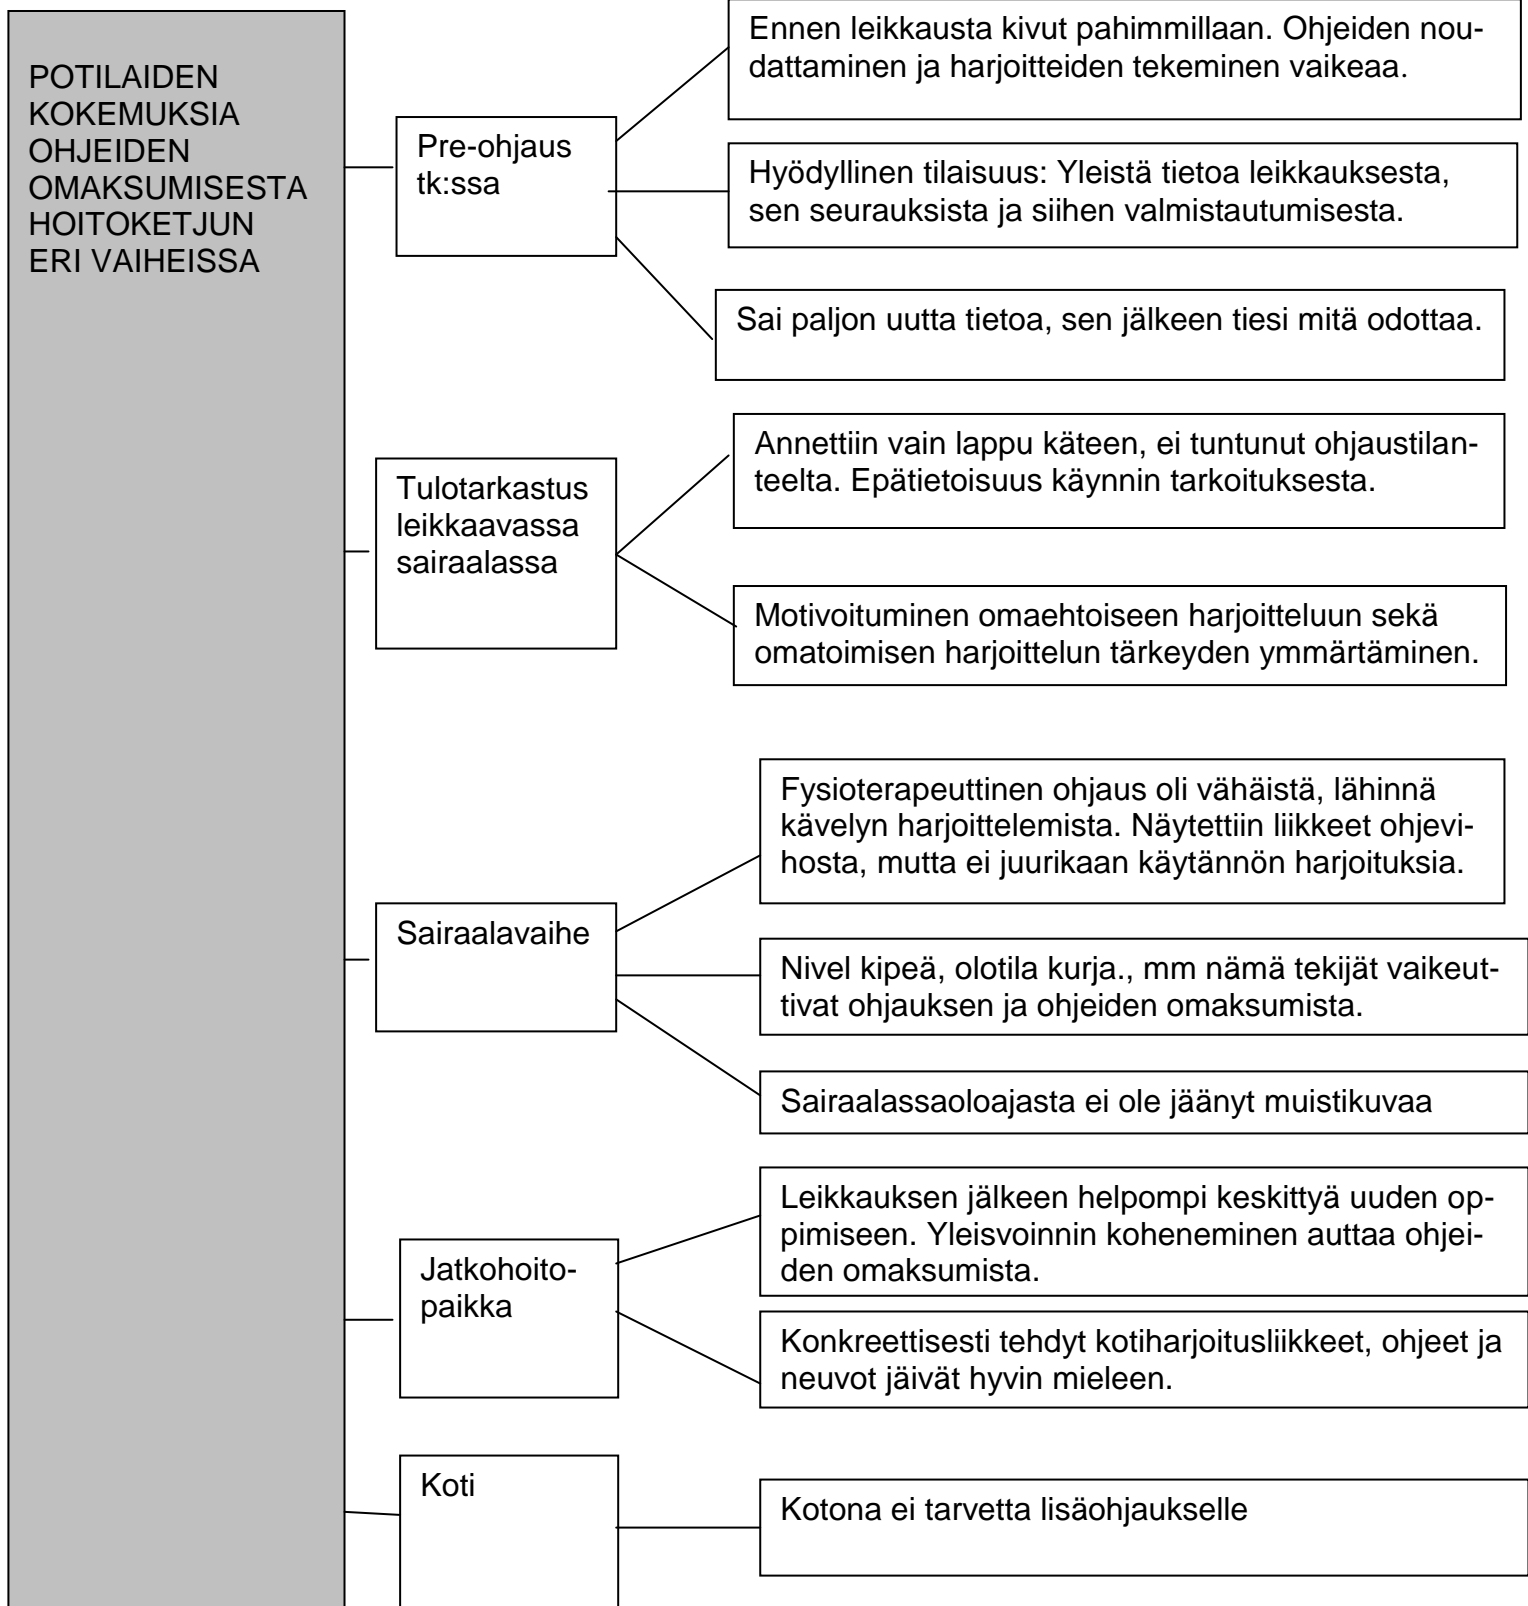 POTILAIDEN
KOKEMUKSIA
OHJEIDEN
OMAKSUMISESTA
HOITOKETJUN
ERI VAIHEISSA
Pre-ohjaus
tk:ssa
Ennen leikkausta kivut pahimmillaan. Ohjeiden nou-
dattaminen ja harjoitteiden tekeminen vaikeaa.
Hyödyllinen tilaisuus: Yleistä tietoa leikkauksesta,
sen seurauksista ja siihen valmistautumisesta.
Sai paljon uutta tietoa, sen jälkeen tiesi mitä odottaa.
Tulotarkastus
leikkaavassa
sairaalassa
Annettiin vain lappu käteen, ei tuntunut ohjaustilan-
teelta. Epätietoisuus käynnin tarkoituksesta.
Motivoituminen omaehtoiseen harjoitteluun sekä
omatoimisen harjoittelun tärkeyden ymmärtäminen.
Sairaalavaihe
Fysioterapeuttinen ohjaus oli vähäistä, lähinnä
kävelyn harjoittelemista. Näytettiin liikkeet ohjevi-
hosta, mutta ei juurikaan käytännön harjoituksia.
Nivel kipeä, olotila kurja., mm nämä tekijät vaikeut-
tivat ohjauksen ja ohjeiden omaksumista.
Sairaalassaoloajasta ei ole jäänyt muistikuvaa
Jatkohoito-
paikka
Leikkauksen jälkeen helpompi keskittyä uuden op-
pimiseen. Yleisvoinnin koheneminen auttaa ohjei-
den omaksumista.
Konkreettisesti tehdyt kotiharjoitusliikkeet, ohjeet ja
neuvot jäivät hyvin mieleen.
Koti
Kotona ei tarvetta lisäohjaukselle